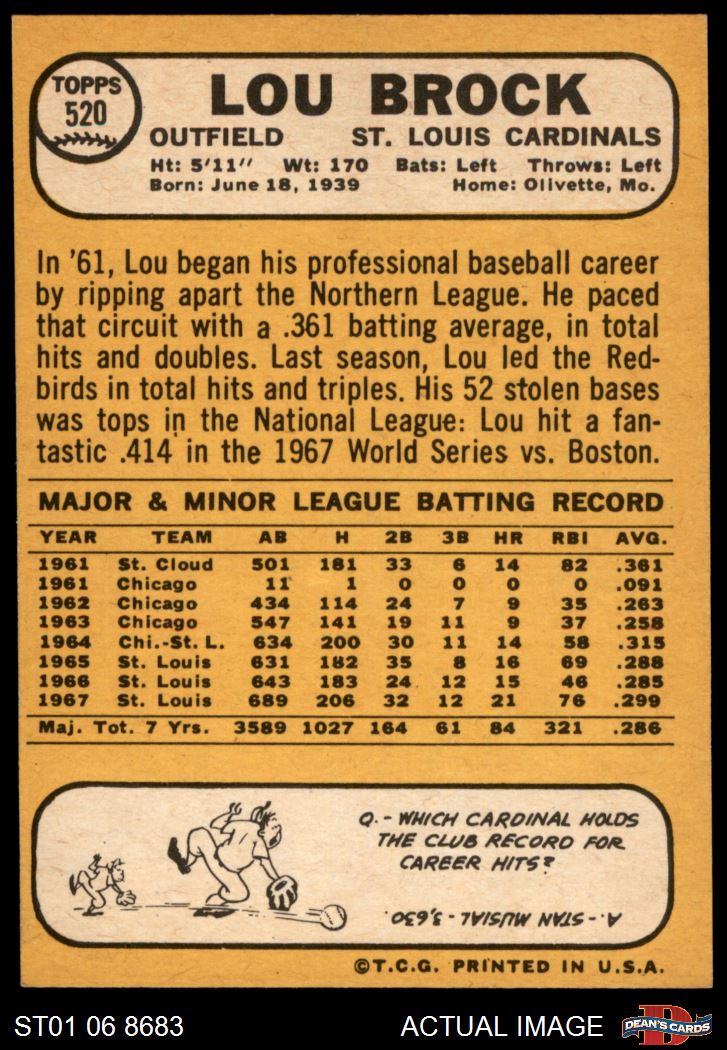 TOPPS
520
LOU BROCK
OUTFIELD ST. LOUIS CARDINALS
Ht: 5'11" Wt: 170 Bats: Left Throws: Left
Born: June 18, 1939 Home: Olivette, Mo.
In '61, Lou began his professional baseball career
by ripping apart the Northern League. He paced
that circuit with a .361 batting average, in total
hits and doubles. Last season, Lou led the Red-
birds in total hits and triples. His 52 stolen bases
was tops in the National League: Lou hit a fan-
tastic .414 in the 1967 World Series vs. Boston.
MAJOR & MINOR LEAGUE BATTING RECORD
YEAR TEAM AB H 2B 3B HR RBI AVG.
1961 St. Cloud 501 181 33 6 14 82 .361
1961 Chicago 11 1 0 0 0 0 .091
1962 Chicago 434 114 24 7 9 35 .263
1963 Chicago 547 141 19 11 9 37 .258
1964 Chi.-St. L. 634 200 30 11 14 58 .315
1965 St. Louis 631 182 35 8 16 69 .288
1966 St. Louis 643 183 24 12 15 46 .285
1967 St. Louis 689 206 32 12 21 76 .299
Maj. Tot. 7 Yrs. 3589 1027 164 61 84 321 .286
Q.- WHICH CARDINAL HOLDS
THE CLUB RECORD FOR
CAREER HITS?
A.- STAN MUSIAL - 3,630.
©T.C.G. PRINTED IN U.S.A.
ST01 06 8683 ACTUAL IMAGE
D
DEAN'S CARDS